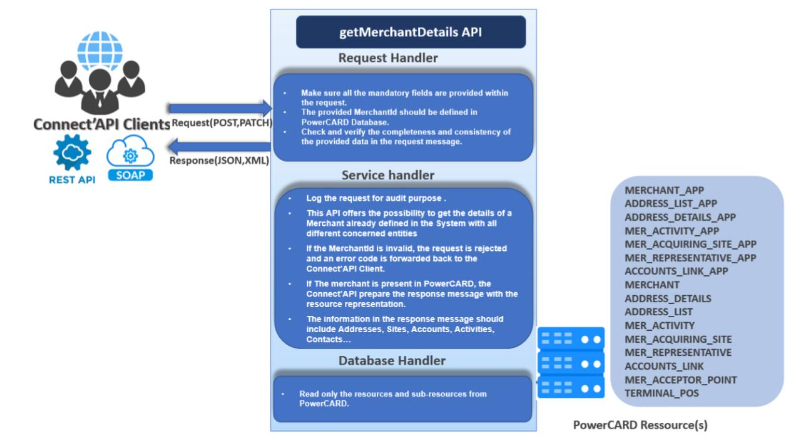 getMerchantDetails API
Request Handler
• Make sure all the mandatory fields are provided within
the request.
• The provided MerchantId should be defined in
PowerCARD Database.
• Check and verify the completeness and consistency of
the provided data in the request message.
Connect'API Clients
Request(POST,PATCH)
Response(JSON,XML)
REST API
SOAP
Service handler
• Log the request for audit purpose .
• This API offers the possibility to get the details of a
Merchant already defined in the System with all
different concerned entities
• If the MerchantId is invalid, the request is rejected
and an error code is forwarded back to the
Connect'API Client.
• If The merchant is present in PowerCARD, the
Connect'API prepare the response message with the
resource representation.
• The information in the response message should
include Addresses, Sites, Accounts, Activities,
Contacts…
Database Handler
• Read only the resources and sub-resources from
PowerCARD.
MERCHANT_APP
ADDRESS_LIST_APP
ADDRESS_DETAILS_APP
MER_ACTIVITY_APP
MER_ACQUIRING_SITE_APP
MER_REPRESENTATIVE_APP
ACCOUNTS_LINK_APP
MERCHANT
ADDRESS_DETAILS
ADDRESS_LIST
MER_ACTIVITY
MER_ACQUIRING_SITE
MER_REPRESENTATIVE
ACCOUNTS_LINK
MER_ACCEPTOR_POINT
TERMINAL_POS
PowerCARD Ressource(s)